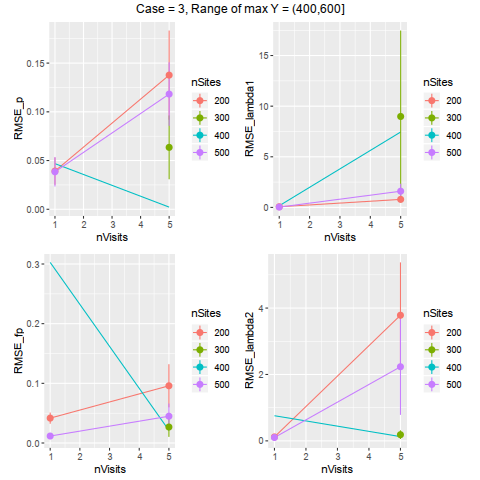 Case = 3, Range of max Y = (400,600]
RMSE_p
0.15
0.10
0.05
0.00
1 2 3 4 5
nVisits
nSites
200
300
400
500
RMSE_lambda1
15
10
5
0
1 2 3 4 5
nVisits
nSites
200
300
400
500
RMSE_fp
0.3
0.2
0.1
0.0
1 2 3 4 5
nVisits
nSites
200
300
400
500
RMSE_lambda2
4
2
0
1 2 3 4 5
nVisits
nSites
200
300
400
500